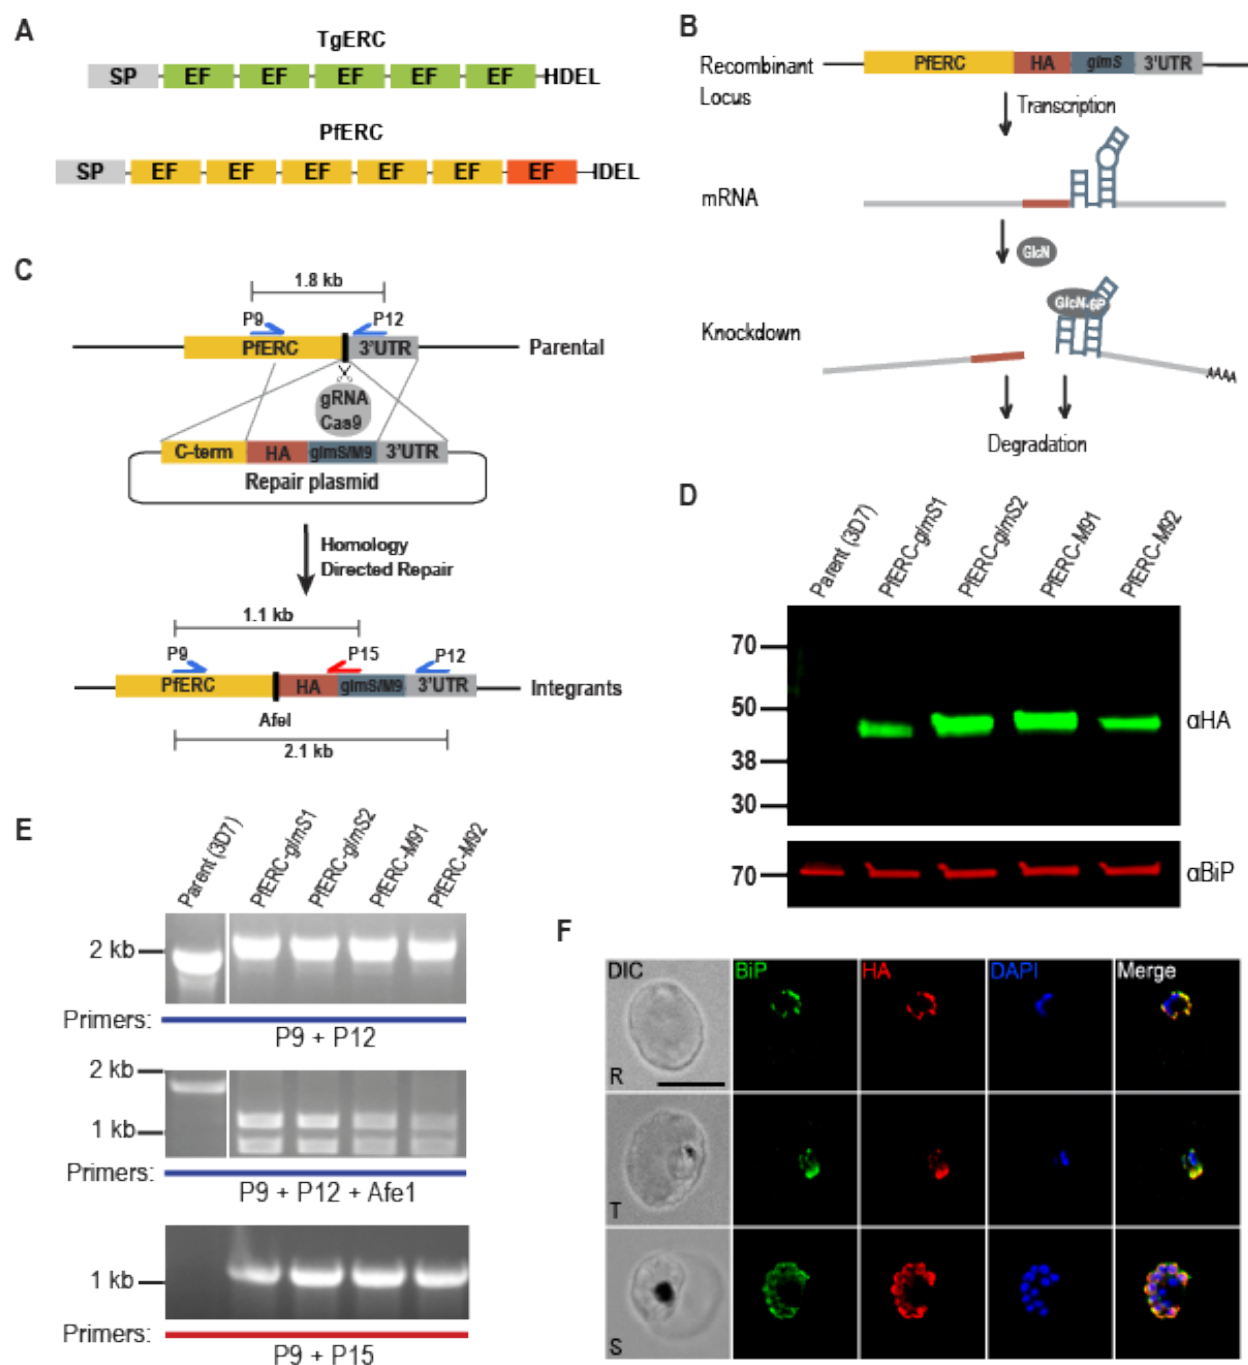 A
TgERC
SP EF EF EF EF EF HDEL
PfERC
SP EF EF EF EF EF EF IDEL
B
Recombinant Locus
PfERC HA glmS 3'UTR
Transcription
mRNA
GlcN
GlcN-6P
Knockdown
AAAA
Degradation
C
1.8 kb
P9 P12
PfERC 3'UTR Parental
gRNA
Cas9
C-term HA glmS/M9 3'UTR
Repair plasmid
Homology
Directed Repair
1.1 kb
P9 P15 P12
PfERC HA glmS/M9 3'UTR Integrants
AfeI
2.1 kb
D
Parent (3D7) PfERC-glmS1 PfERC-glmS2 PfERC-M91 PfERC-M92
70
50
38
30
αHA
70
αBiP
E
Parent (3D7) PfERC-glmS1 PfERC-glmS2 PfERC-M91 PfERC-M92
2 kb
Primers:
P9 + P12
2 kb
1 kb
Primers:
P9 + P12 + Afe1
1 kb
Primers:
P9 + P15
F
DIC BiP HA DAPI Merge
R
T
S